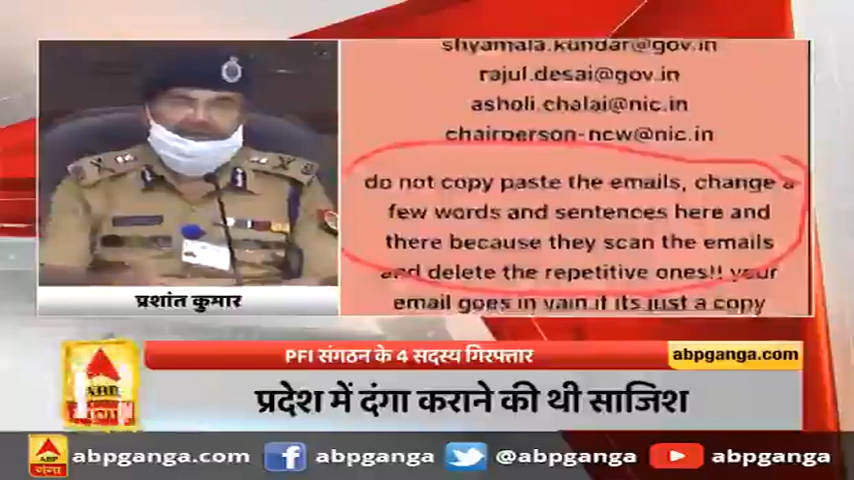 shyamala.kundar@gov.in
rajul.desai@gov.in
asholi.chalai@nic.in
chairperson-ncw@nic.in
do not copy paste the emails, change a
few words and sentences here and
there because they scan the emails
and delete the repetitive ones!! your
email goes in vain if its just a copy
प्रशांत कुमार
PFI संगठन के 4 सदस्य गिरफ्तार
abpganga.com
प्रदेश में दंगा कराने की थी साजिश
abp गंगा
abpganga.com
abpganga
@abpganga
abpganga